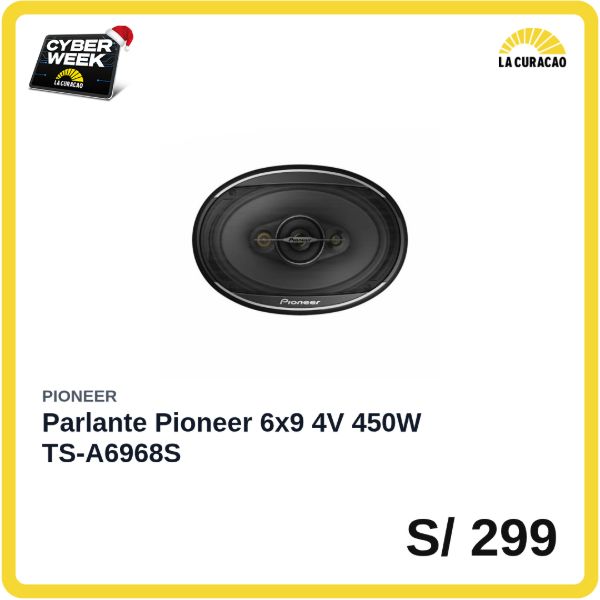 CYBER
WEEK
LA CURACAO
LA CURACAO
Pioneer
Pioneer
PIONEER
Parlante Pioneer 6x9 4V 450W
TS-A6968S
S/ 299